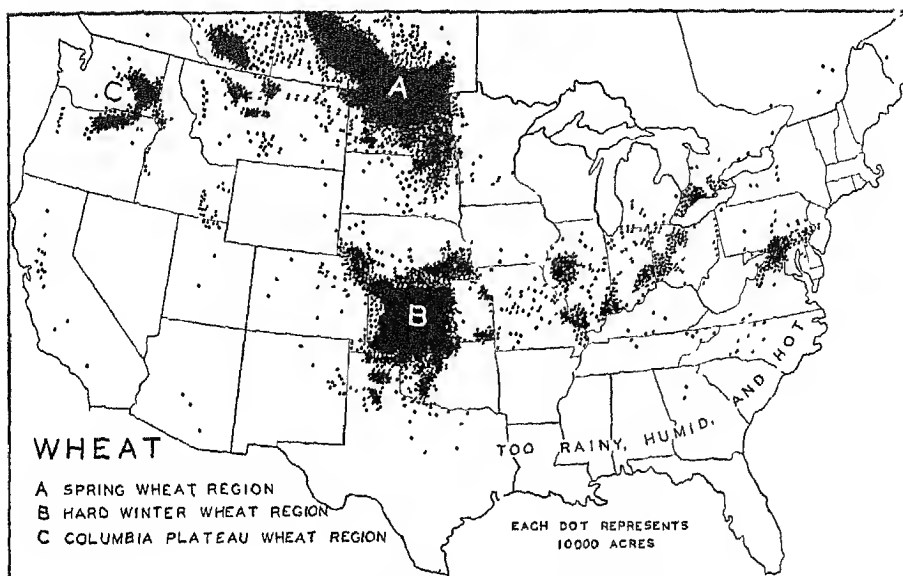 C
A
B
TOO RAINY, HUMID, AND HOT
WHEAT
A SPRING WHEAT REGION
B HARD WINTER WHEAT REGION
C COLUMBIA PLATEAU WHEAT REGION
EACH DOT REPRESENTS
10000 ACRES